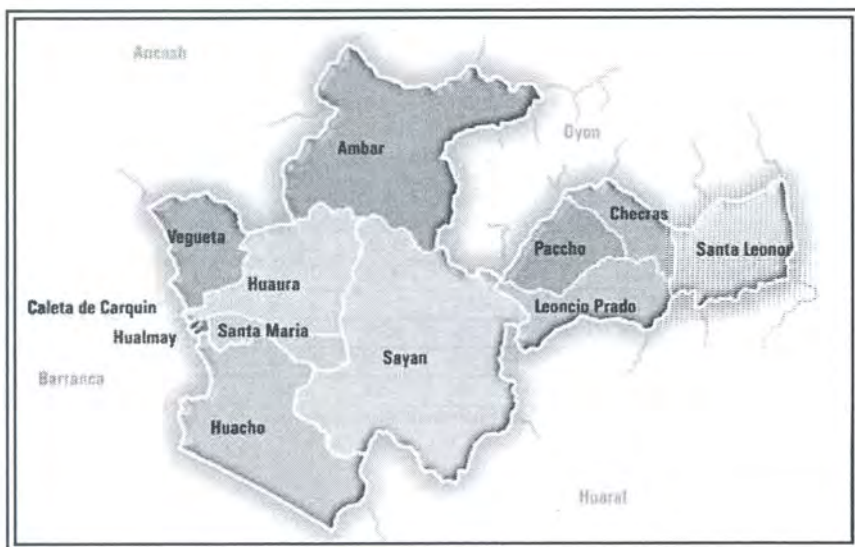 Ancash
Ambar
Oyon
Checras
Vegueta
Paccho
Santa Leonor
Huaura
Caleta de Carquin
Leoncio Prado
Santa Maria
Hualmay
Sayan
Barranca
Huacho
Huaral